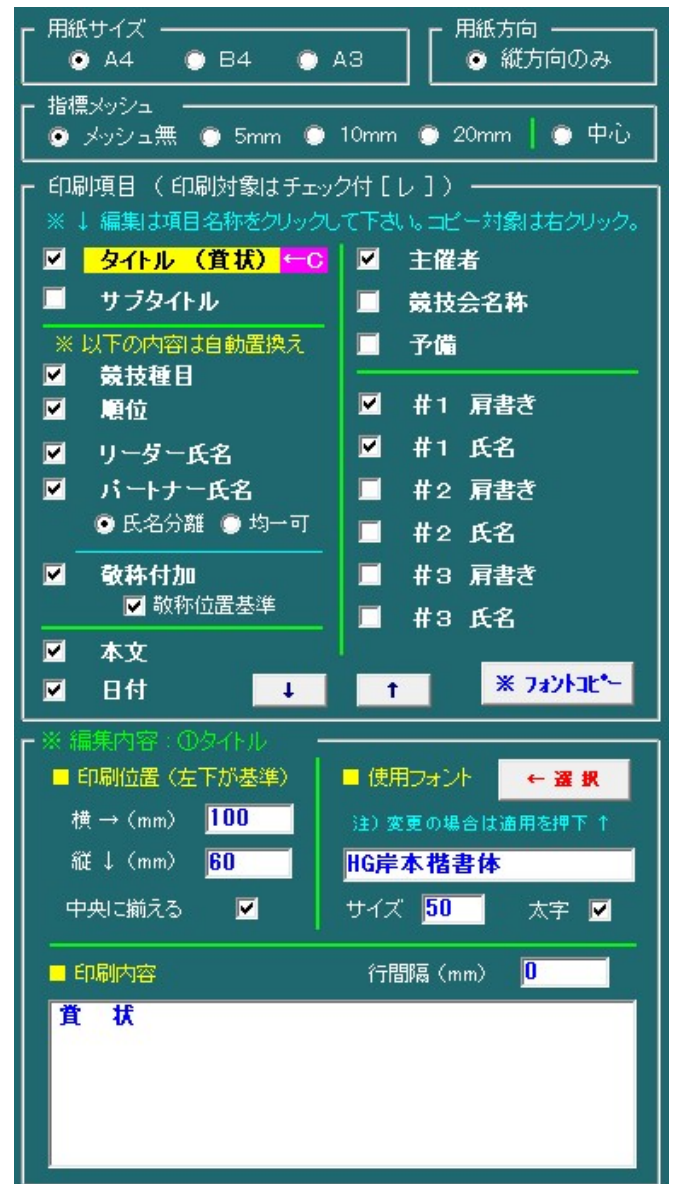 用紙サイズ
A4 B4 A3
用紙方向
縦方向のみ
指標メッシュ
メッシュ無 5mm 10mm 20mm 中心
印刷項目 （印刷対象はチェック付［レ］）
※ ↓ 編集は項目名称をクリックして下さい。コピー対象は右クリック。
タイトル （賞状） ←C
サブタイトル
※ 以下の内容は自動置換え
競技種目
順位
リーダー氏名
パートナー氏名
氏名分離 均一可
敬称付加
敬称位置基準
本文
日付
主催者
競技会名称
予備
#1 肩書き
#1 氏名
#2 肩書き
#2 氏名
#3 肩書き
#3 氏名
↓ ↑ ※ フォントコピー
※ 編集内容：①タイトル
■ 印刷位置（左下が基準）
横→（mm） 100
縦↓（mm） 60
中央に揃える
■ 使用フォント ← 選択
注）変更の場合は適用を押下 ↑
HG岸本楷書体
サイズ 50 太字
■ 印刷内容 行間隔（mm） 0
賞 状